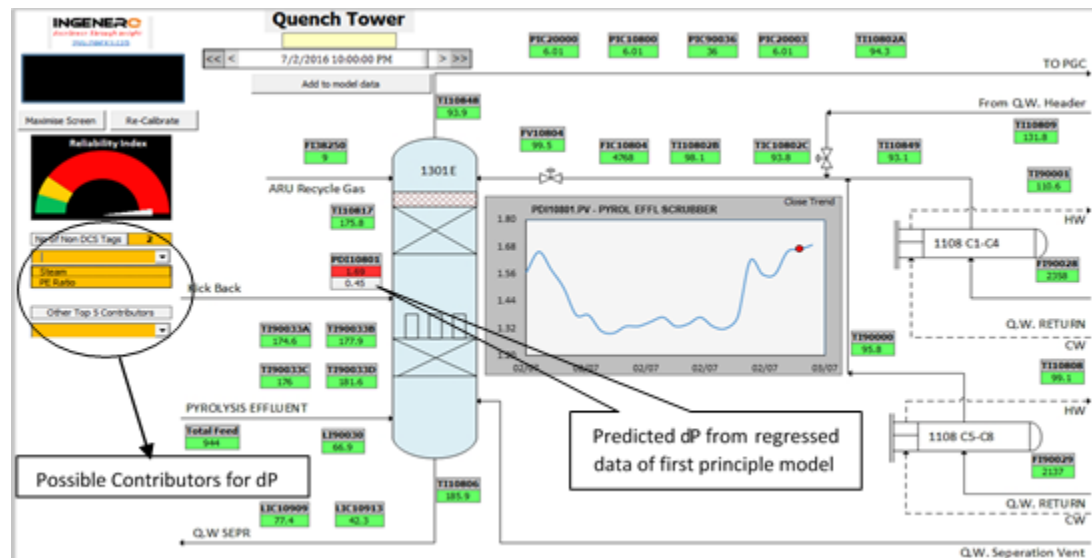 INGENERO
Quench Tower
<< <
7/2/2016 10:00:00 PM
> >>
Add to model data
Maximise Screen
Re-Calibrate
Reliability Index
No of Non DCS Tags
2
Steam
PE Ratio
Other Top 5 Contributors
PIC20000
6.01
PIC10800
6.01
PIC90036
36
PIC20003
6.01
TI10802A
94.3
TO PGC
TI10848
93.9
From Q.W. Header
TI10809
131.8
FI38250
9
1301E
FV10804
99.5
FIC10804
4768
TI10802B
98.1
TIC10802C
93.8
TI10849
93.1
TI90001
110.6
ARU Recycle Gas
TI10817
175.8
HW
PDI10801.PV - PYROL EFFL SCRUBBER
Close Trend
1.80
1.68
1.56
1.44
1.32
1.20
02/07
02/07
02/07
02/07
02/07
03/07
1108 C1-C4
PDI10801
1.69
0.45
FI90028
2358
Kick Back
Q.W. RETURN
CW
TI90033A
174.6
TI90033B
177.9
TI90000
95.8
TI90033C
176
TI90033D
181.6
TI10808
99.1
HW
PYROLYSIS EFFLUENT
Total Feed
944
LI90030
66.9
1108 C5-C8
Predicted dP from regressed
data of first principle model
Possible Contributors for dP
FI90029
2137
TI10806
185.9
LIC10909
77.4
LIC10913
42.3
Q.W. RETURN
CW
Q.W SEPR
Q.W. Seperation Vent